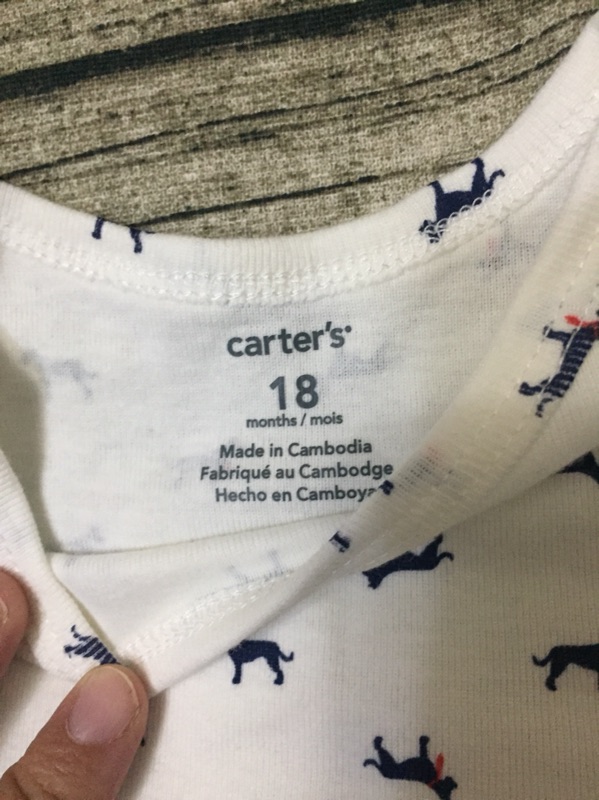 carter's
18
months / mois
Made in Cambodia
Fabriqué au Cambodge
Hecho en Camboya